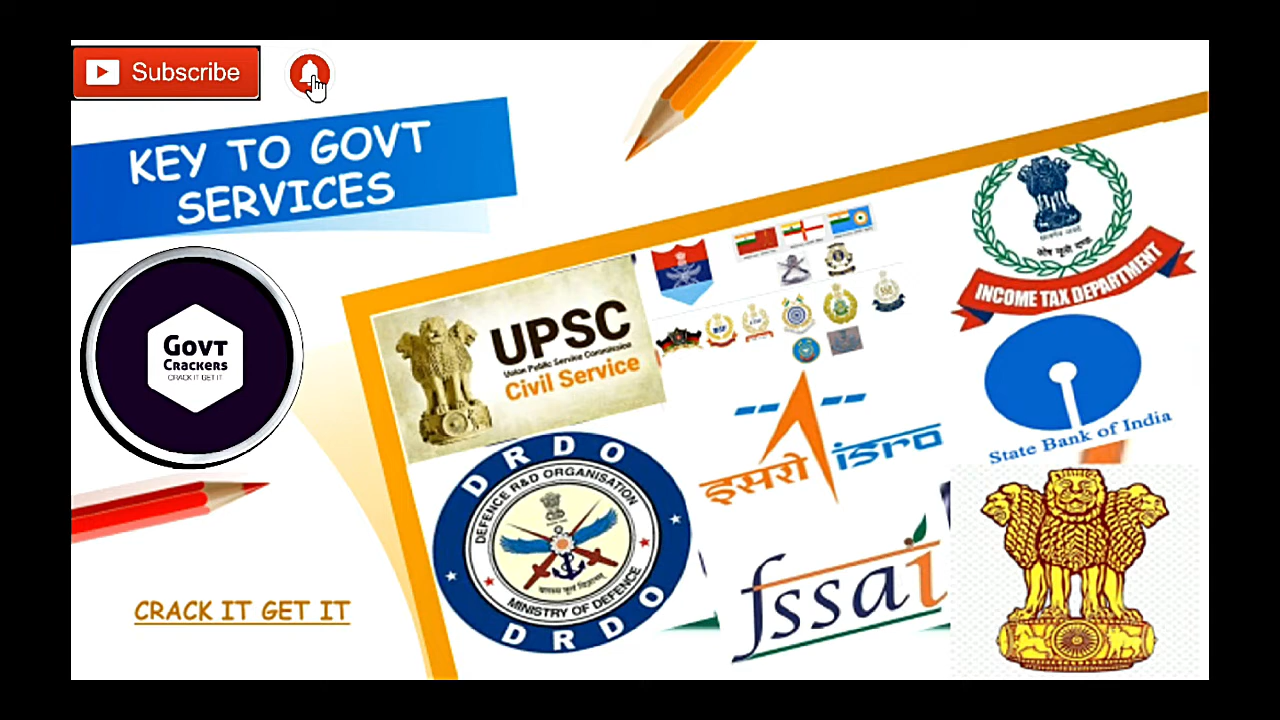 Subscribe
KEY TO GOVT
SERVICES
GOVT
CRACKERS
CRACK IT GET IT
CRACK IT GET IT
UPSC
Union Public Service Commission
Civil Service
INCOME TAX DEPARTMENT
State Bank of India
इसरो isro
DRDO
DEFENCE R&D ORGANISATION
MINISTRY OF DEFENCE
DRDO
fssai